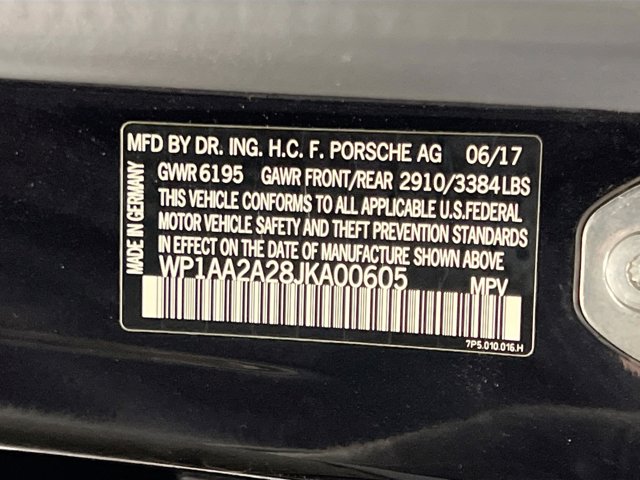 MFD BY DR. ING. H.C. F. PORSCHE AG 06/17
GVWR 6195 GAWR FRONT/REAR 2910/3384 LBS
THIS VEHICLE CONFORMS TO ALL APPLICABLE U.S. FEDERAL
MOTOR VEHICLE SAFETY AND THEFT PREVENTION STANDARDS
IN EFFECT ON THE DATE OF MANUFACTURE SHOWN ABOVE
WP1AA2A28JKA00605 MPV
7P5.010.016.H
MADE IN GERMANY